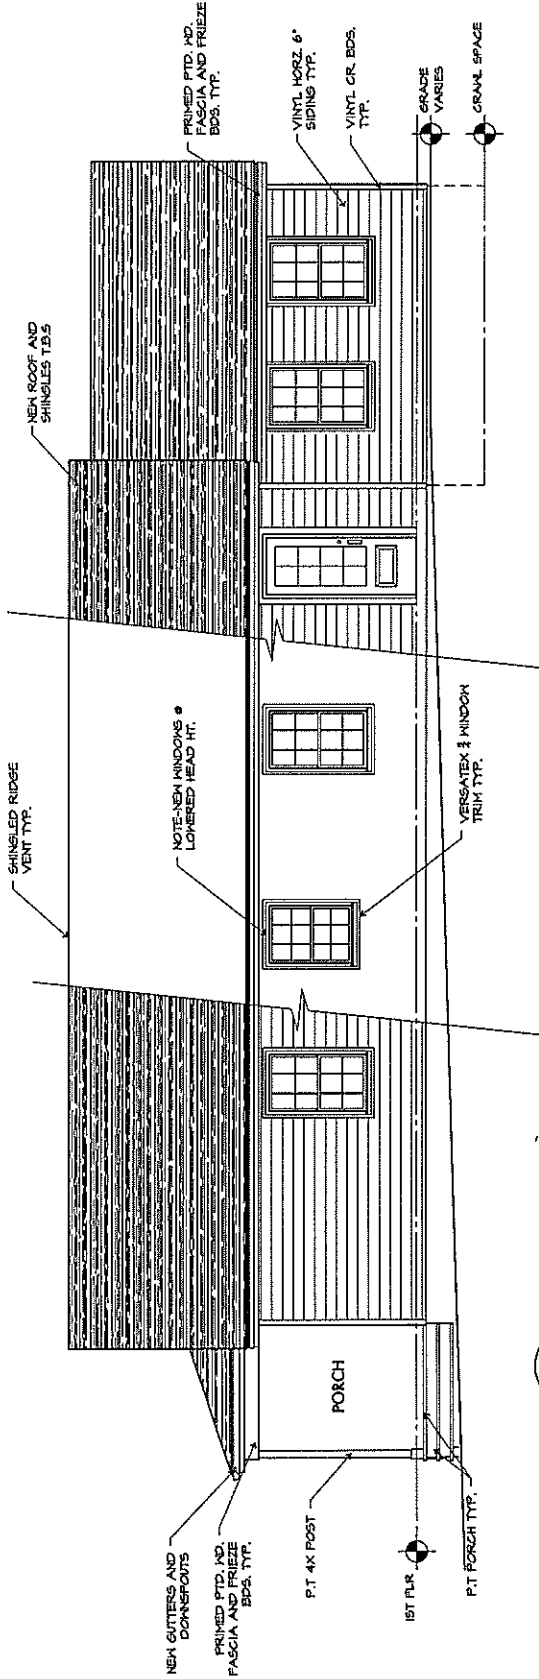 SHINGLED RIDGE
VENT TYP.
NEW ROOF AND
SHINGLES T.B.S
NEW GUTTERS AND
DOWNSPOUTS
PRIMED PTD. WD.
FASCIA AND FRIEZE
BDS. TYP.
NOTE-NEW WINDOWS @
LOWERED HEAD HT.
PRIMED PTD. WD.
FASCIA AND FRIEZE
BDS. TYP.
VINYL HORZ. 6"
SIDING TYP.
VINYL CR. BDS.
TYP.
P.T 4X POST
PORCH
VERSATEX WINDOW
TRIM TYP.
1ST FLR
P.T PORCH TYP.
GRADE
VARIES
CRAWL SPACE